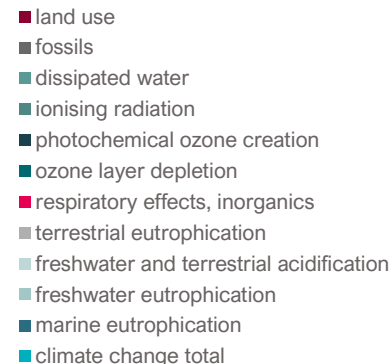 land use
fossils
dissipated water
ionising radiation
photochemical ozone creation
ozone layer depletion
respiratory effects, inorganics
terrestrial eutrophication
freshwater and terrestrial acidification
freshwater eutrophication
marine eutrophication
climate change total